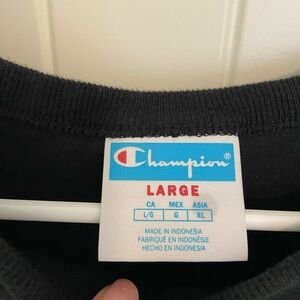 Champion®
LARGE
CA MEX ASIA
L/G G XL
MADE IN INDONESIA
FABRIQUÉ EN INDONÉSIE
HECHO EN INDONESIA